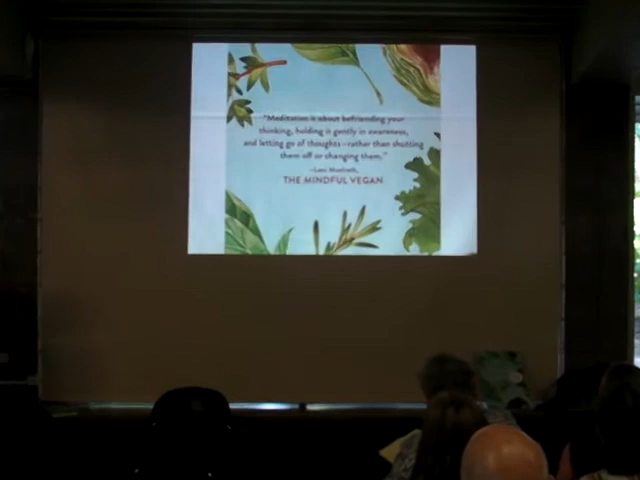 "Meditation is about befriending your
thinking, holding it gently in awareness,
and letting go of thoughts—rather than shutting
them off or changing them."
—Lani Muelrath,
THE MINDFUL VEGAN